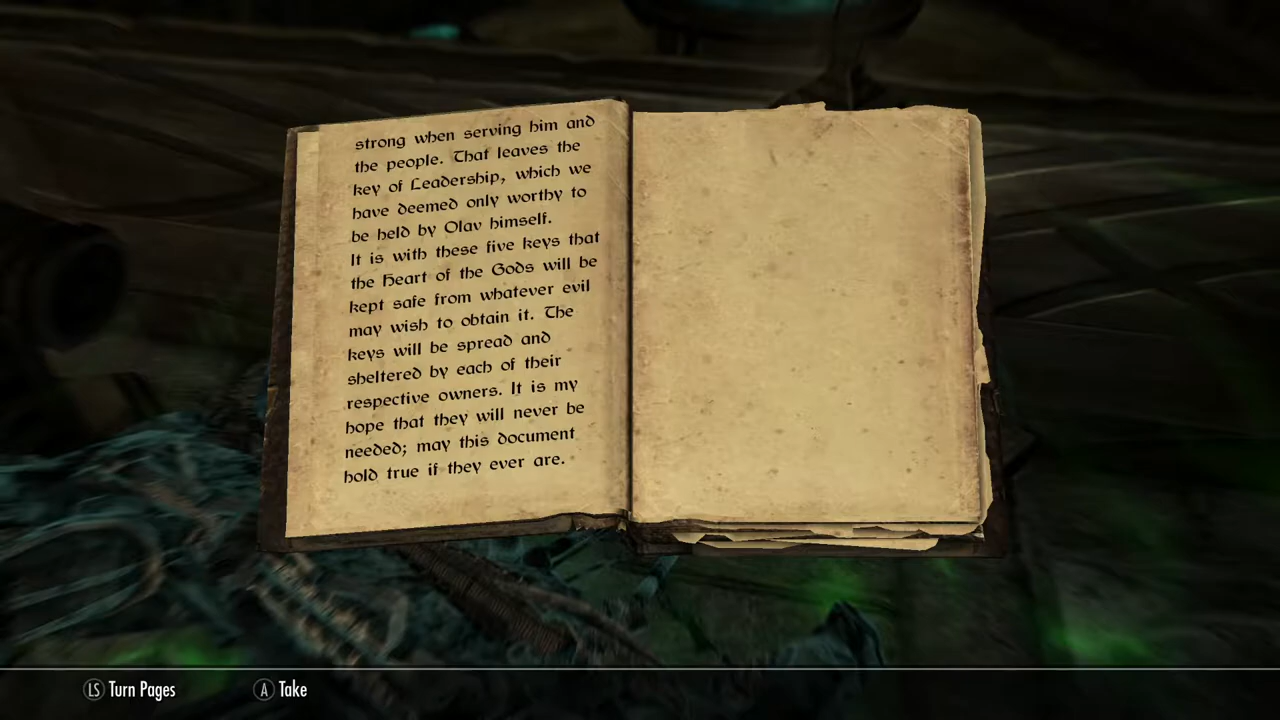 strong when serving him and
the people. That leaves the
key of Leadership, which we
have deemed only worthy to
be held by Olav himself.
It is with these five keys that
the Heart of the Gods will be
kept safe from whatever evil
may wish to obtain it. The
keys will be spread and
sheltered by each of their
respective owners. It is my
hope that they will never be
needed; may this document
hold true if they ever are.
LS Turn Pages
A Take